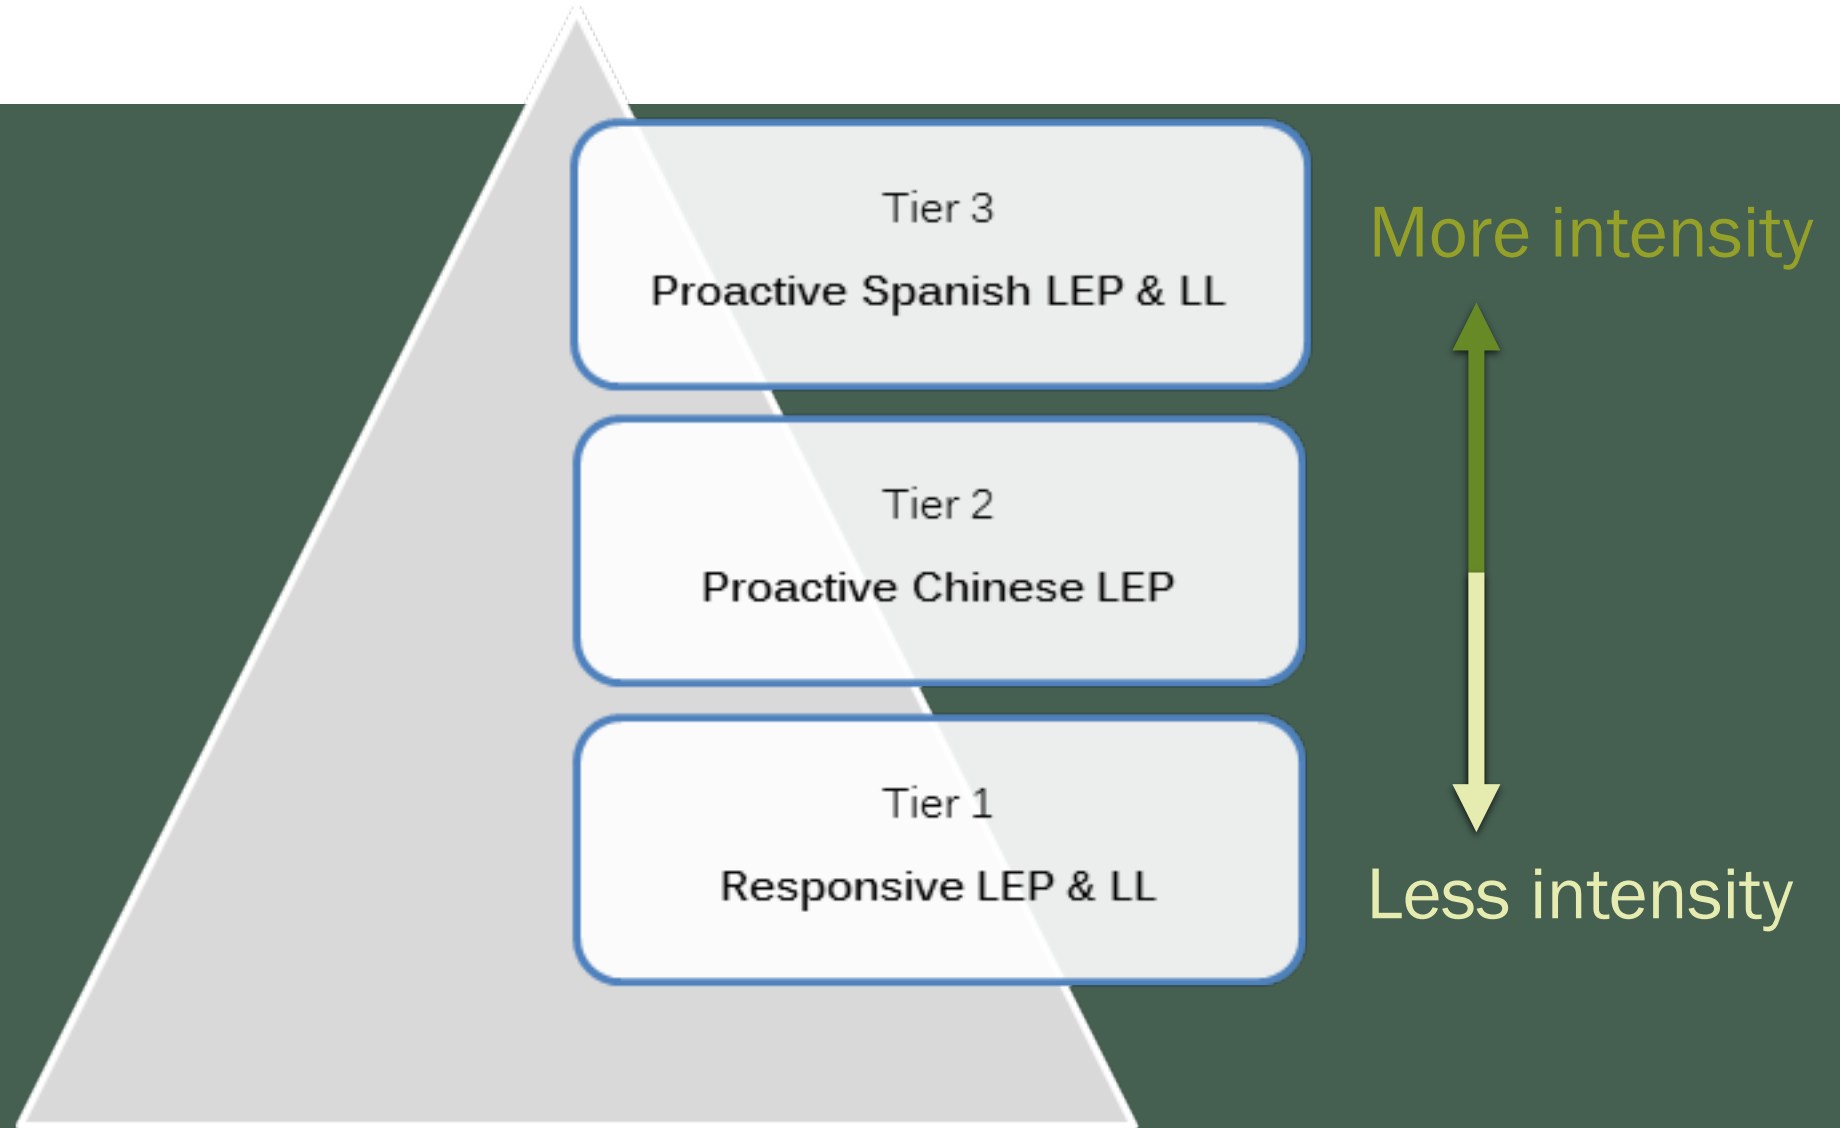 Tier 3
Proactive Spanish LEP & LL
More intensity
Tier 2
Proactive Chinese LEP
Tier 1
Responsive LEP & LL
Less intensity